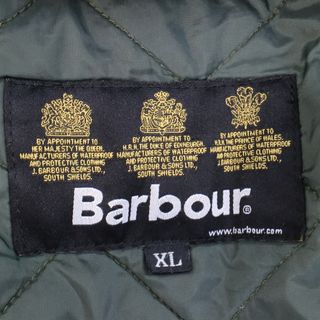 BY APPOINTMENT TO
HER MAJESTY THE QUEEN.
MANUFACTURERS OF WATERPROOF
AND PROTECTIVE CLOTHING
J. BARBOUR & SONS LTD.,
SOUTH SHIELDS.
BY APPOINTMENT TO
H.R.H. THE DUKE OF EDINBURGH.
MANUFACTURERS OF WATERPROOF
AND PROTECTIVE CLOTHING
J. BARBOUR & SONS LTD.,
SOUTH SHIELDS.
BY APPOINTMENT TO
H.R.H. THE PRINCE OF WALES.
MANUFACTURERS OF WATERPROOF
AND PROTECTIVE CLOTHING
J. BARBOUR & SONS LTD.,
SOUTH SHIELDS.
Barbour®
www.barbour.com
XL